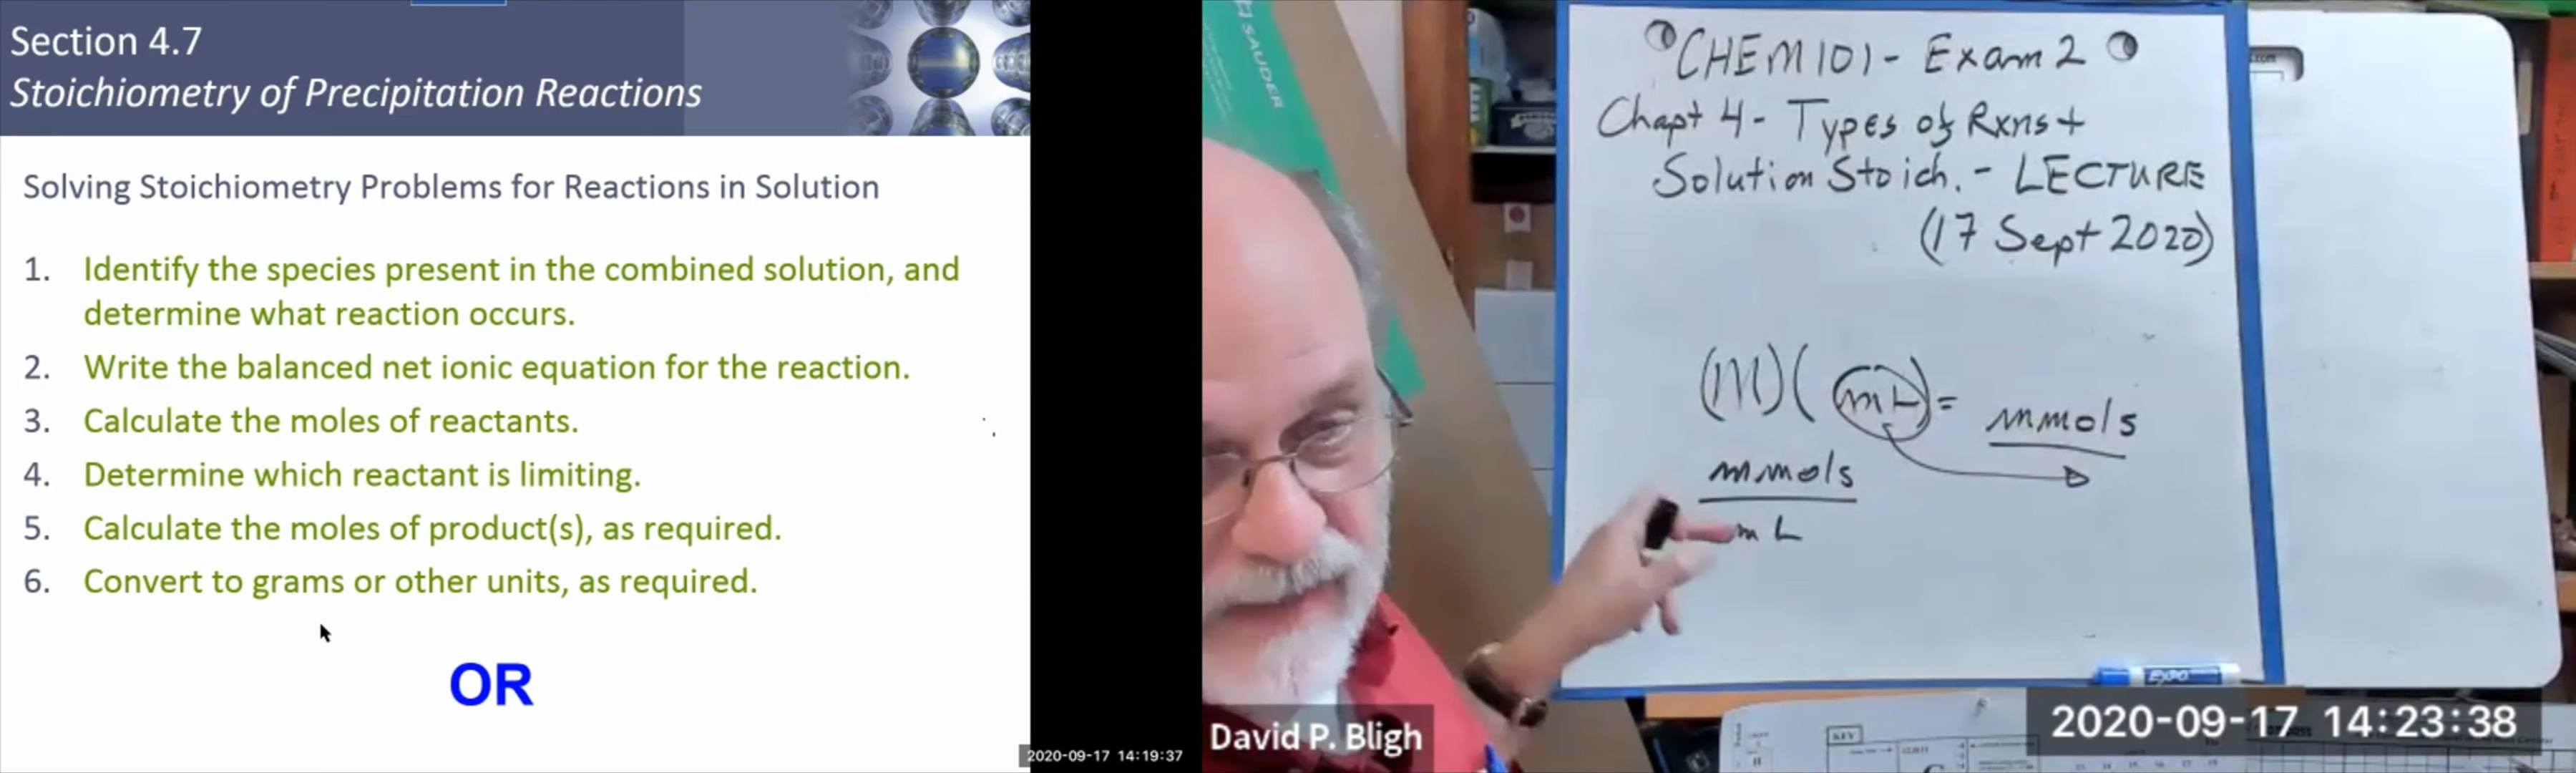 Section 4.7
Stoichiometry of Precipitation Reactions
Solving Stoichiometry Problems for Reactions in Solution
1. Identify the species present in the combined solution, and
determine what reaction occurs.
2. Write the balanced net ionic equation for the reaction.
3. Calculate the moles of reactants.
4. Determine which reactant is limiting.
5. Calculate the moles of product(s), as required.
6. Convert to grams or other units, as required.
OR
2020-09-17 14:19:37
SAUDER
CHEM 101 - Exam 2
Chapt 4 - Types of Rxns +
Solution Stoich. - LECTURE
(17 Sept 2020)
(M)(mL) = mmols
mmols
mL
EXPO
David P. Bligh
KEY
2020-09-17 14:23:38